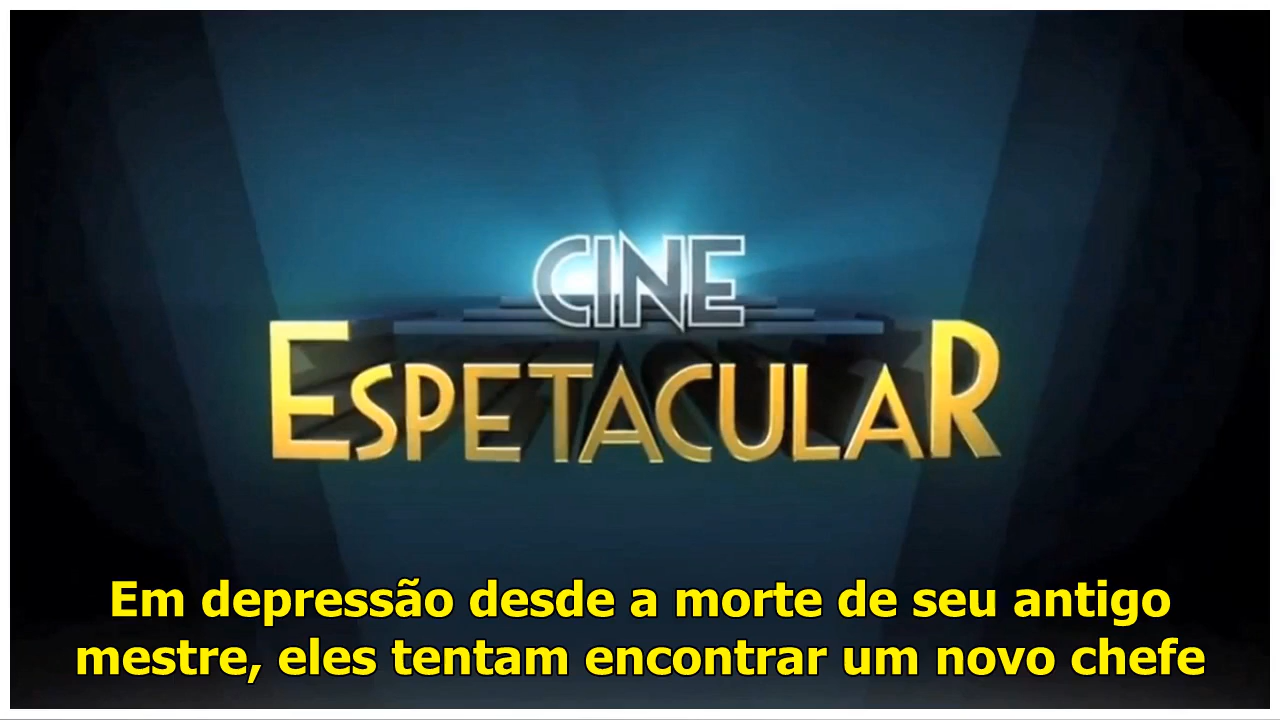 CINE
ESPETACULAR
Em depressão desde a morte de seu antigo
mestre, eles tentam encontrar um novo chefe